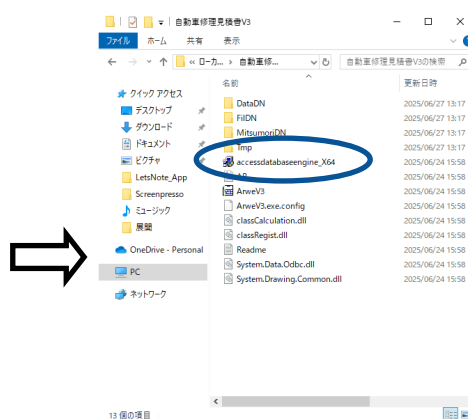 自動車修理見積書V3
ファイル ホーム 共有 表示
« ローカ... › 自動車修... 自動車修理見積書V3の検索
名前 更新日時
クイック アクセス
デスクトップ
ダウンロード
ドキュメント
ピクチャ
LetsNote_App
Screenpresso
ミュージック
展開
OneDrive - Personal
PC
ネットワーク
DataDN 2025/06/27 13:17
FilDN 2025/06/27 13:17
MitsumoriDN 2025/06/27 13:17
Tmp 2025/06/27 13:17
accessdatabaseengine_X64 2025/06/24 15:58
2025/06/24 15:58
ArweV3 2025/06/24 15:58
ArweV3.exe.config 2025/06/24 15:58
classCalculation.dll 2025/06/24 15:58
classRegist.dll 2025/06/24 15:58
Readme 2025/06/24 15:58
System.Data.Odbc.dll 2025/06/24 15:58
System.Drawing.Common.dll 2025/06/24 15:58
13 個の項目